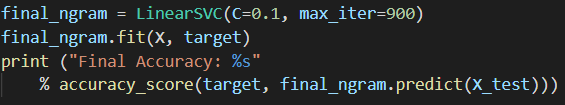 final_ngram = LinearSVC(C=0.1, max_iter=900)
final_ngram.fit(X, target)
print ("Final Accuracy: %s"
    % accuracy_score(target, final_ngram.predict(X_test)))